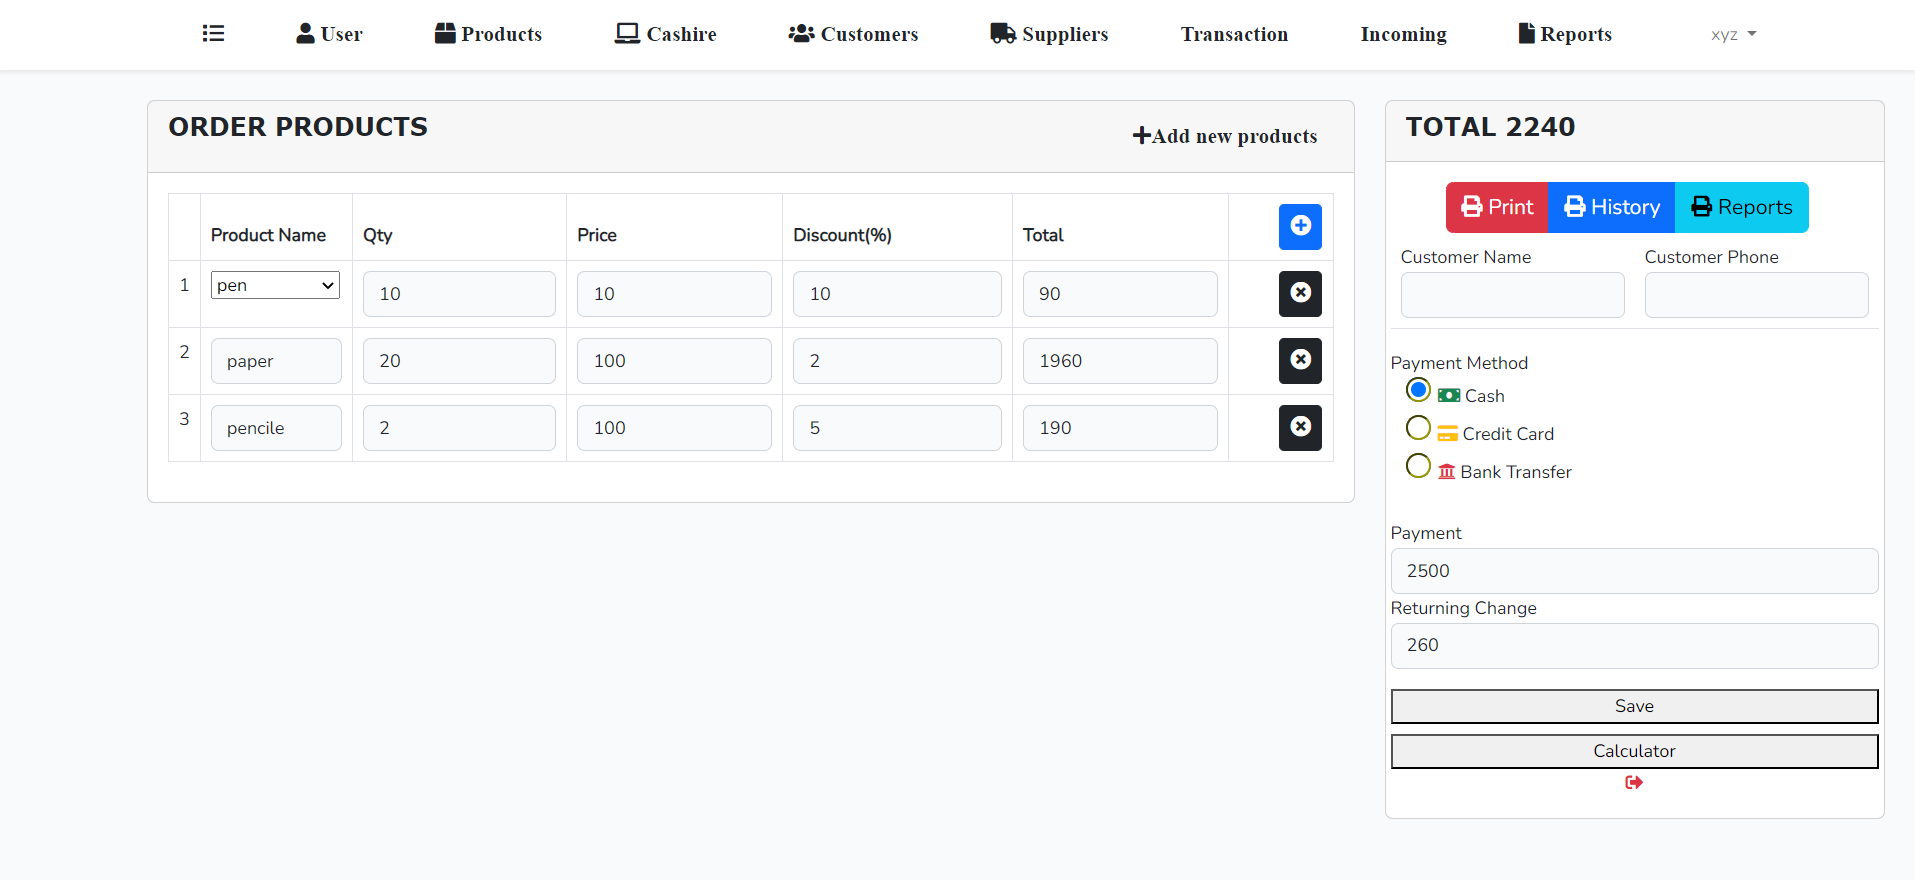 User Products Cashire Customers Suppliers Transaction Incoming Reports xyz
ORDER PRODUCTS
Add new products
Product Name Qty Price Discount(%) Total
1 pen 10 10 10 90
2 paper 20 100 2 1960
3 pencile 2 100 5 190
TOTAL 2240
Print History Reports
Customer Name Customer Phone
Payment Method
Cash
Credit Card
Bank Transfer
Payment
2500
Returning Change
260
Save
Calculator